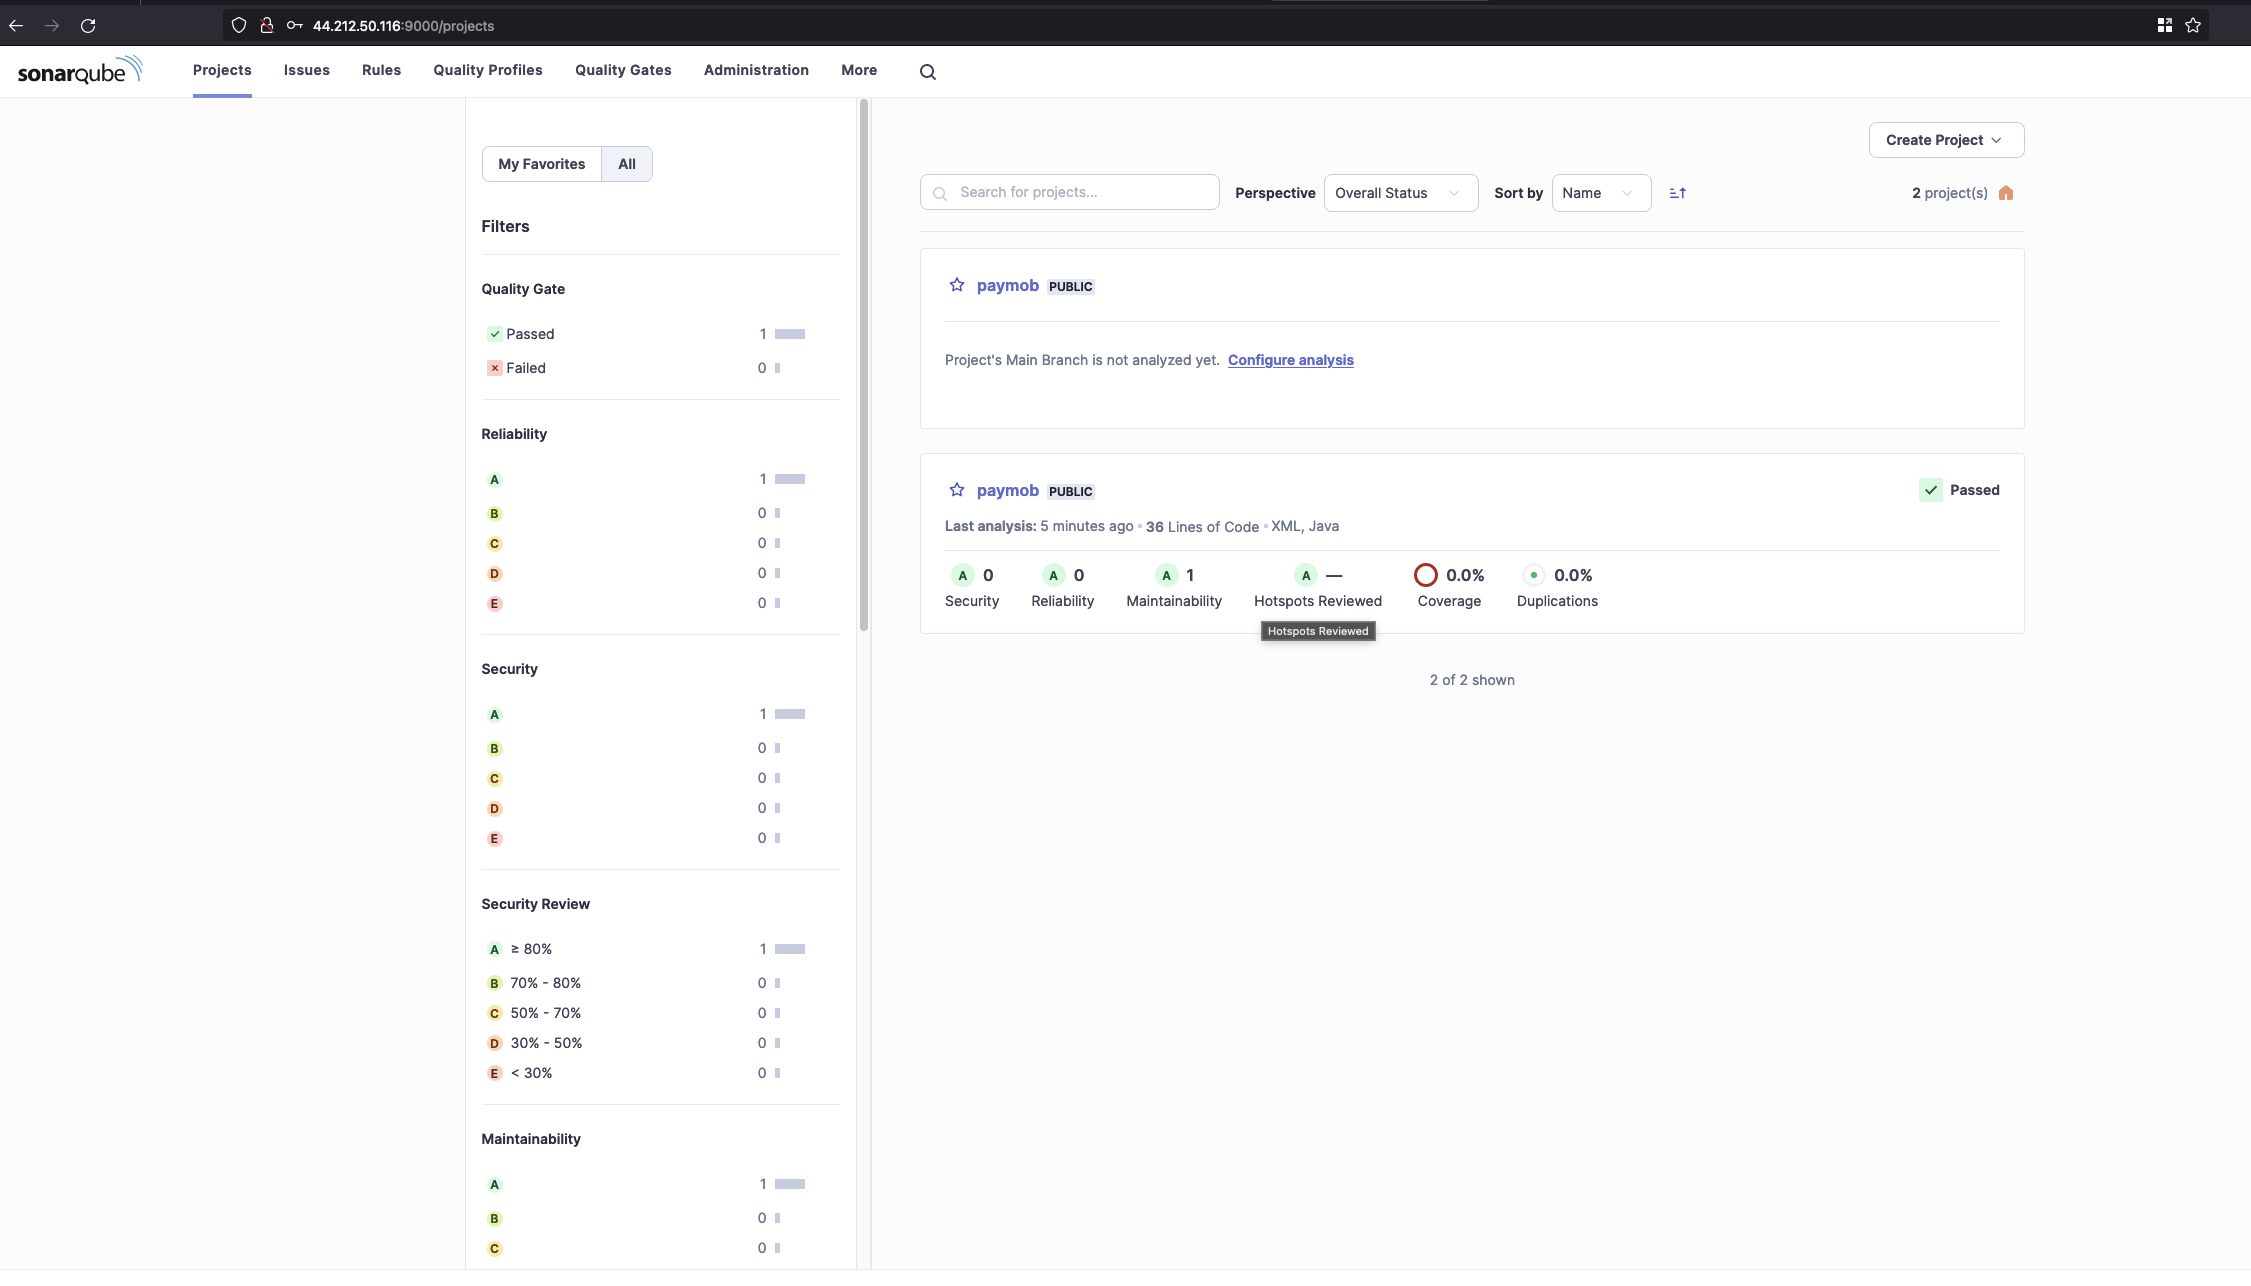 44.212.50.116:9000/projects
sonarqube
Projects Issues Rules Quality Profiles Quality Gates Administration More
My Favorites All
Filters
Quality Gate
Passed 1
Failed 0
Reliability
A 1
B 0
C 0
D 0
E 0
Security
A 1
B 0
C 0
D 0
E 0
Security Review
A ≥ 80% 1
B 70% - 80% 0
C 50% - 70% 0
D 30% - 50% 0
E < 30% 0
Maintainability
A 1
B 0
C 0
Create Project
Search for projects... Perspective Overall Status Sort by Name 2 project(s)
paymob PUBLIC
Project's Main Branch is not analyzed yet. Configure analysis
paymob PUBLIC Passed
Last analysis: 5 minutes ago • 36 Lines of Code • XML, Java
A 0 A 0 A 1 A — 0.0% 0.0%
Security Reliability Maintainability Hotspots Reviewed Coverage Duplications
Hotspots Reviewed
2 of 2 shown